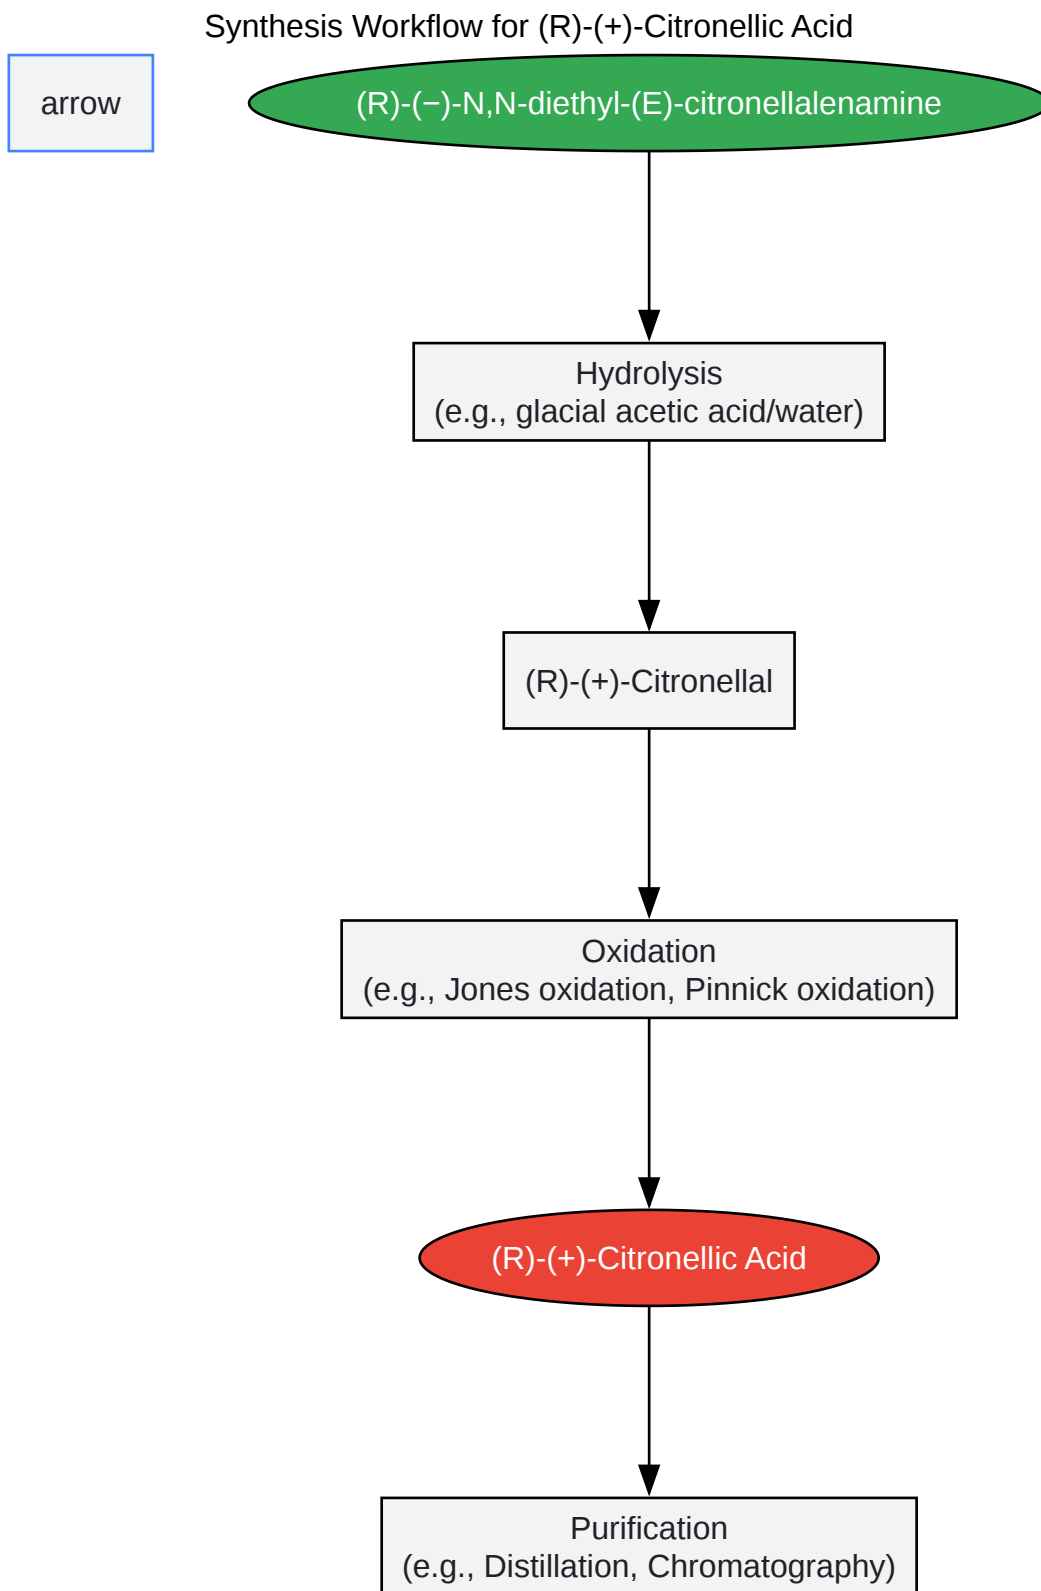 Synthesis Workflow for (R)-(+)-Citronellic Acid
arrow
(R)-(−)-N,N-diethyl-(E)-citronellalenamine
Hydrolysis
(e.g., glacial acetic acid/water)
(R)-(+)-Citronellal
Oxidation
(e.g., Jones oxidation, Pinnick oxidation)
(R)-(+)-Citronellic Acid
Purification
(e.g., Distillation, Chromatography)